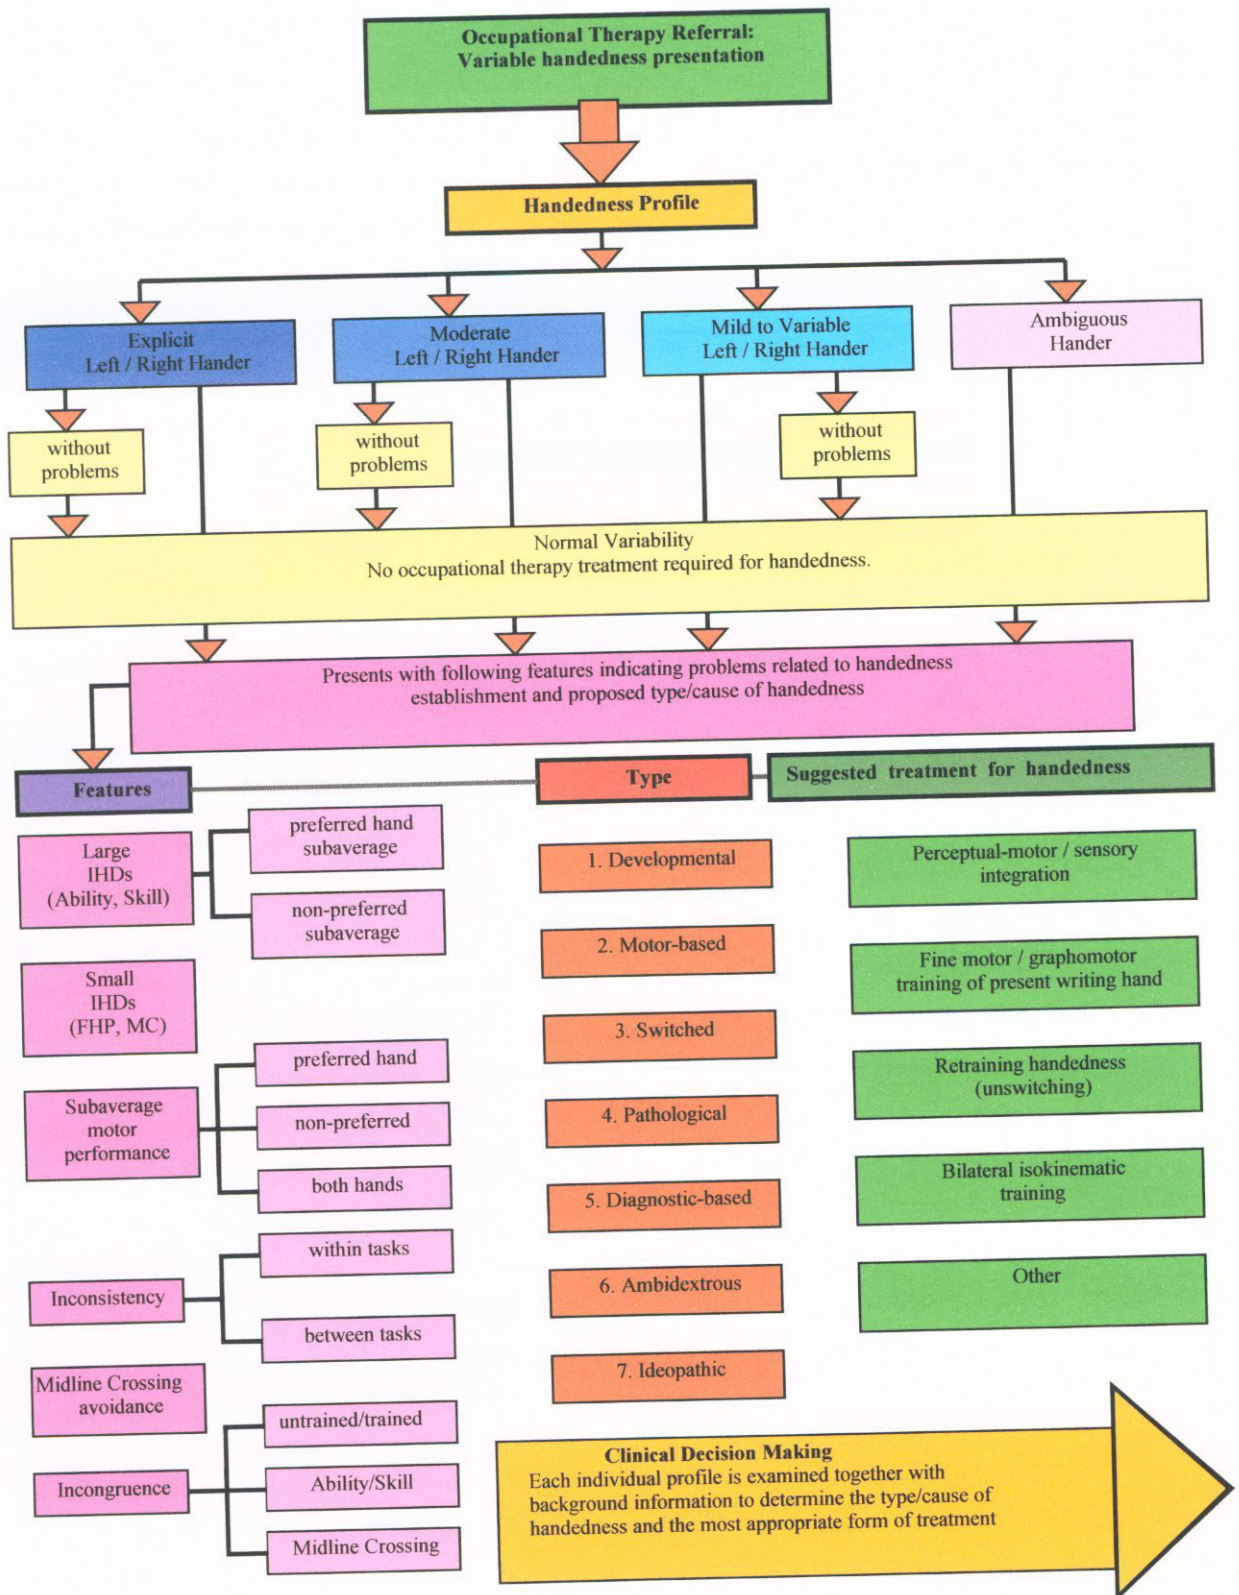 Occupational Therapy Referral:
Variable handedness presentation
Handedness Profile
Explicit
Left / Right Hander
Moderate
Left / Right Hander
Mild to Variable
Left / Right Hander
Ambiguous
Hander
without
problems
without
problems
without
problems
Normal Variability
No occupational therapy treatment required for handedness.
Presents with following features indicating problems related to handedness
establishment and proposed type/cause of handedness
Features
Type
Suggested treatment for handedness
Large
IHDs
(Ability, Skill)
preferred hand
subaverage
non-preferred
subaverage
Small
IHDs
(FHP, MC)
Subaverage
motor
performance
preferred hand
non-preferred
both hands
Inconsistency
within tasks
between tasks
Midline Crossing
avoidance
Incongruence
untrained/trained
Ability/Skill
Midline Crossing
1. Developmental
2. Motor-based
3. Switched
4. Pathological
5. Diagnostic-based
6. Ambidextrous
7. Ideopathic
Perceptual-motor / sensory
integration
Fine motor / graphomotor
training of present writing hand
Retraining handedness
(unswitching)
Bilateral isokinematic
training
Other
Clinical Decision Making
Each individual profile is examined together with
background information to determine the type/cause of
handedness and the most appropriate form of treatment